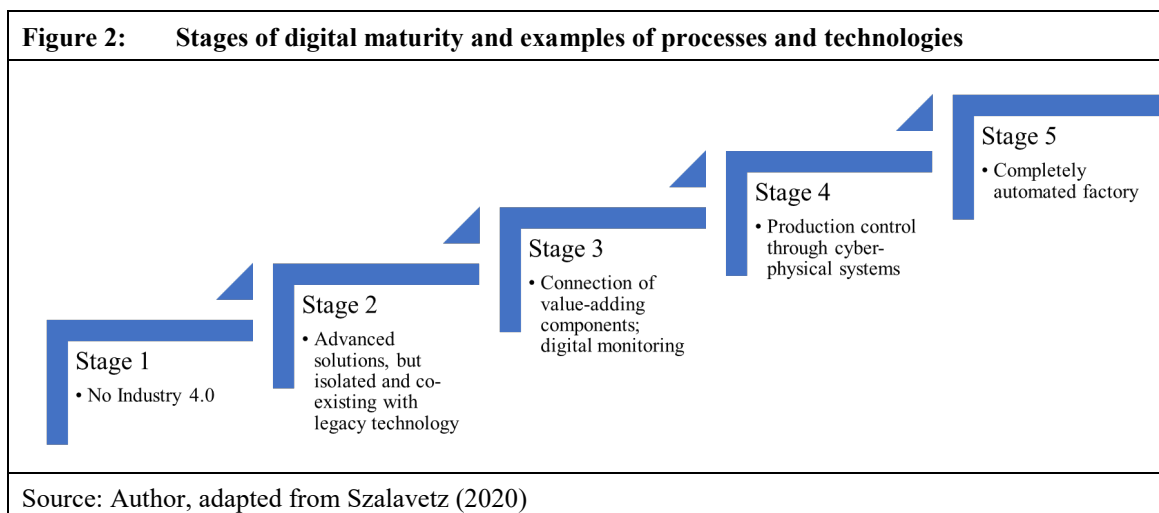 Figure 2: Stages of digital maturity and examples of processes and technologies
Stage 1
• No Industry 4.0
Stage 2
• Advanced
solutions, but
isolated and co-
existing with
legacy technology
Stage 3
• Connection of
value-adding
components;
digital monitoring
Stage 4
• Production control
through cyber-
physical systems
Stage 5
• Completely
automated factory
Source: Author, adapted from Szalavetz (2020)